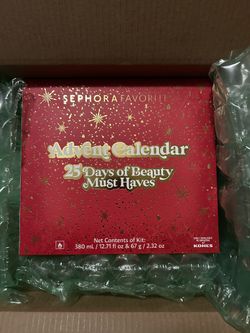 SEPHORA FAVORITES
Advent Calendar
25 Days of Beauty
Must Haves
Net Contents of Kit:
380 mL / 12.71 fl oz & 67 g / 2.32 oz
KOHLS